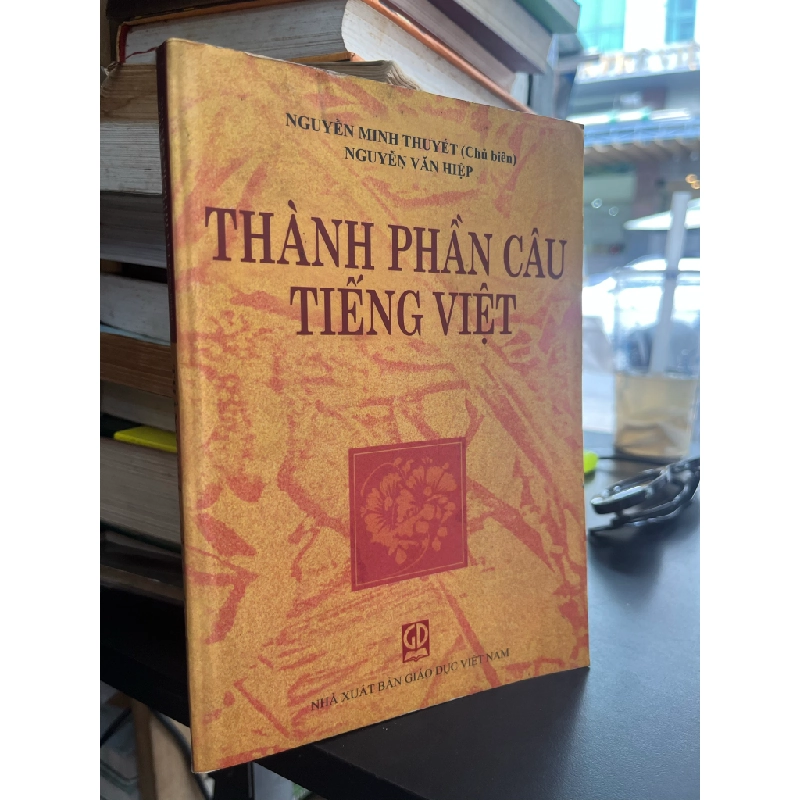 NGUYỄN MINH THUYẾT (Chủ biên)
NGUYỄN VĂN HIỆP
THÀNH PHẦN CÂU
TIẾNG VIỆT
GD
NHÀ XUẤT BẢN GIÁO DỤC VIỆT NAM